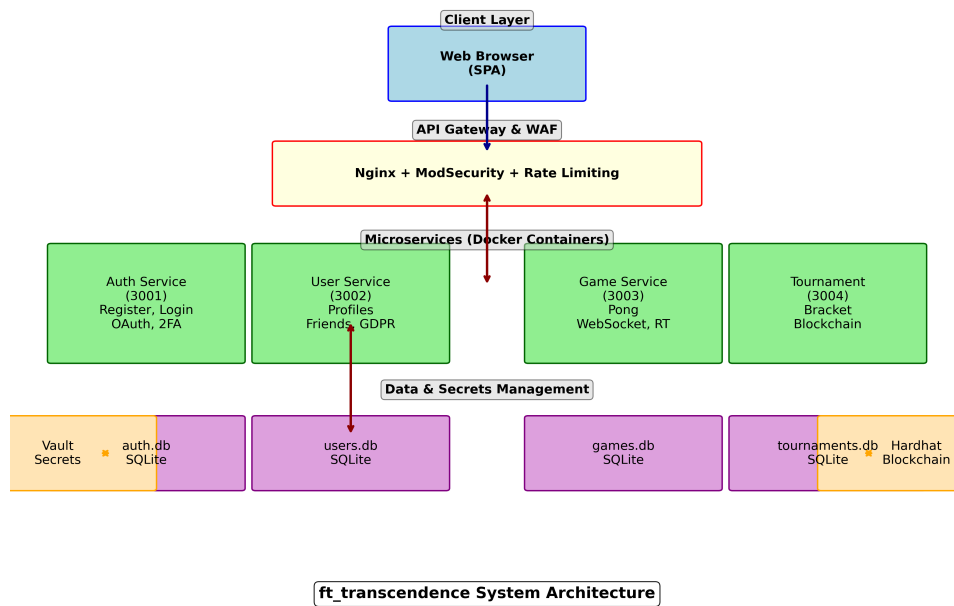 Client Layer
Web Browser
(SPA)
API Gateway & WAF
Nginx + ModSecurity + Rate Limiting
Microservices (Docker Containers)
Auth Service
(3001)
Register, Login
OAuth, 2FA
User Service
(3002)
Profiles
Friends, GDPR
Game Service
(3003)
Pong
WebSocket, RT
Tournament
(3004)
Bracket
Blockchain
Data & Secrets Management
Vault
Secrets
auth.db
SQLite
users.db
SQLite
games.db
SQLite
tournaments.db
SQLite
Hardhat
Blockchain
ft_transcendence System Architecture